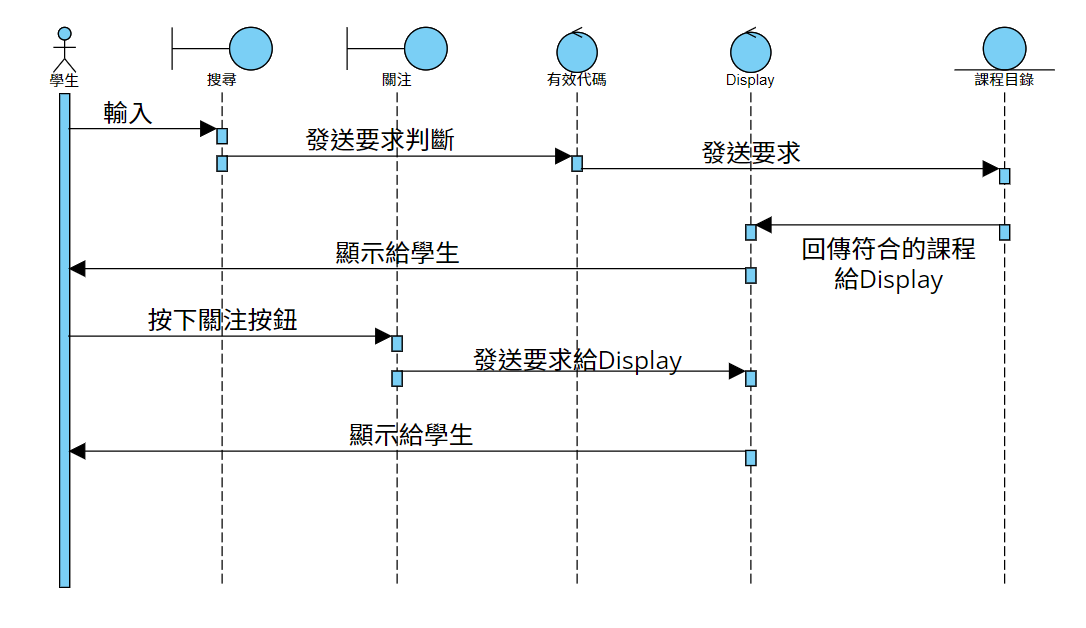 學生
搜尋
關注
有效代碼
Display
課程目錄
輸入
發送要求判斷
發送要求
回傳符合的課程
給Display
顯示給學生
按下關注按鈕
發送要求給Display
顯示給學生